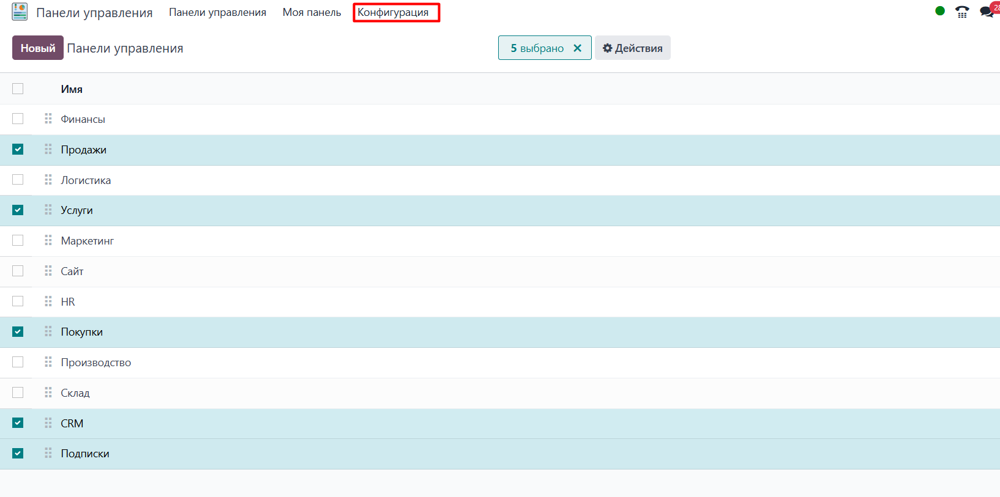 Панели управления Панели управления Моя панель Конфигурация 28
Новый Панели управления 5 выбрано Действия
Имя
Финансы
Продажи
Логистика
Услуги
Маркетинг
Сайт
HR
Покупки
Производство
Склад
CRM
Подписки